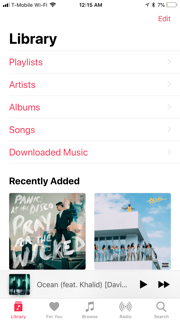 T-Mobile Wi-Fi 12:15 AM 7%
Edit
Library
Playlists
Artists
Albums
Songs
Downloaded Music
Recently Added
PANIC
AT THE DISCO
PRAY
FOR THE
WICKED
Ocean (feat. Khalid) [Davi...
Library For You Browse Radio Search